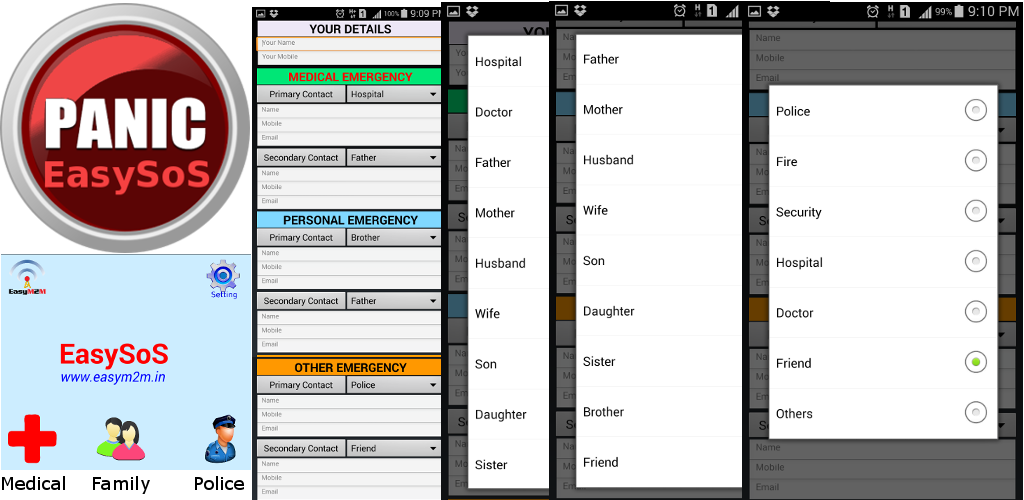 PANIC
EasySoS
EasyM2M
Setting
EasySoS
www.easym2m.in
Medical
Family
Police
100% 9:09 PM
YOUR DETAILS
Your Name
Your Mobile
MEDICAL EMERGENCY
Primary Contact Hospital
Name
Mobile
Email
Secondary Contact Father
Name
Mobile
Email
PERSONAL EMERGENCY
Primary Contact Brother
Name
Mobile
Email
Secondary Contact Father
Name
Mobile
Email
OTHER EMERGENCY
Primary Contact Police
Name
Mobile
Email
Secondary Contact Friend
Name
Mobile
Email
Hospital
Doctor
Father
Mother
Husband
Wife
Son
Daughter
Sister
H 1
Father
Mother
Husband
Wife
Son
Daughter
Sister
Brother
Friend
H 1 99% 9:10 PM
Name
Mobile
Email
Police
Fire
Security
Hospital
Doctor
Friend
Others
Name
Mobile
Email